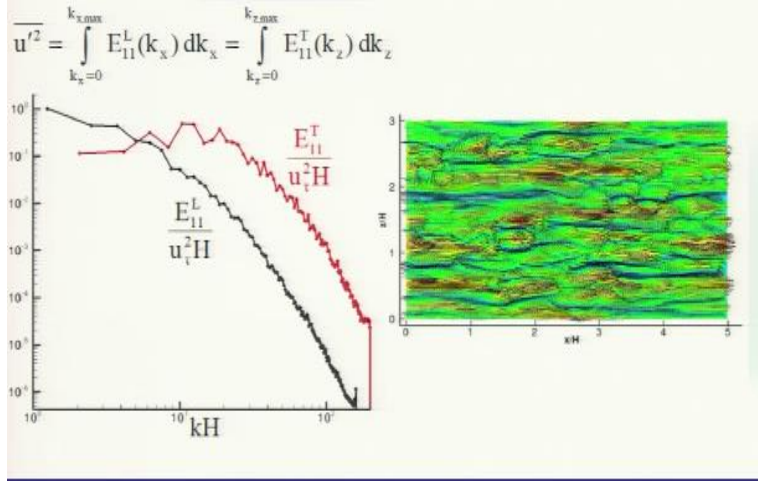 k_x,max k_z,max
u'² = ∫ E^L_11(k_x) dk_x = ∫ E^T_11(k_z) dk_z
k_x=0 k_z=0
10⁰
E^T_11
u²_τH
10⁻¹
10⁻²
E^L_11
u²_τH
10⁻³
10⁻⁴
10⁻⁵
10⁻⁶
10⁰ 10¹ 10²
kH
3
2
z/H
1
0
0 1 2 3 4 5
x/H